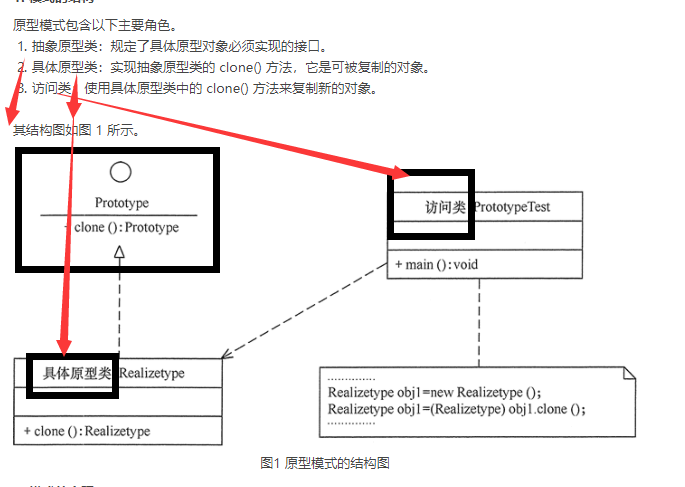 原型模式包含以下主要角色。
1. 抽象原型类：规定了具体原型对象必须实现的接口。
2. 具体原型类：实现抽象原型类的 clone() 方法，它是可被复制的对象。
3. 访问类：使用具体原型类中的 clone() 方法来复制新的对象。
其结构图如图 1 所示。
Prototype
+ clone ():Prototype
访问类 PrototypeTest
+ main ():void
具体原型类 Realizetype
+ clone ():Realizetype
..............
Realizetype obj1=new Realizetype ();
Realizetype obj1=(Realizetype) obj1.clone ();
..............
图1 原型模式的结构图